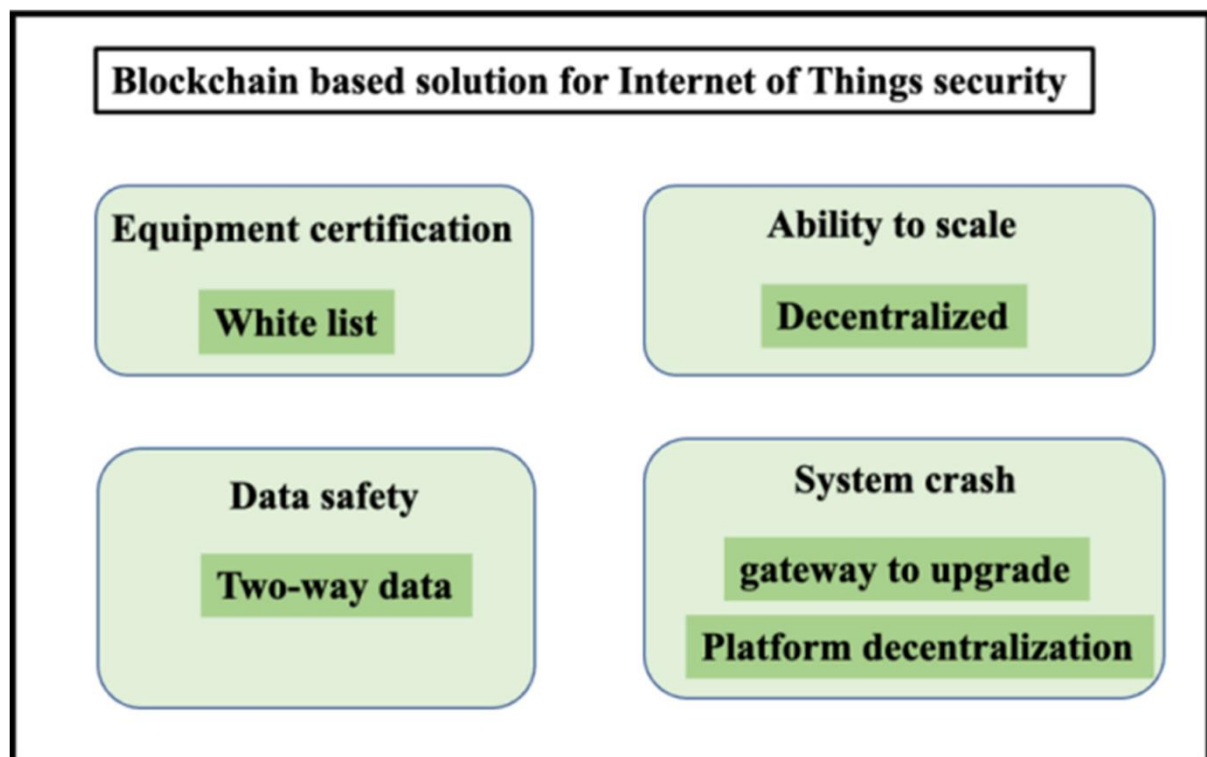 Blockchain based solution for Internet of Things security
Equipment certification
White list
Ability to scale
Decentralized
Data safety
Two-way data
System crash
gateway to upgrade
Platform decentralization